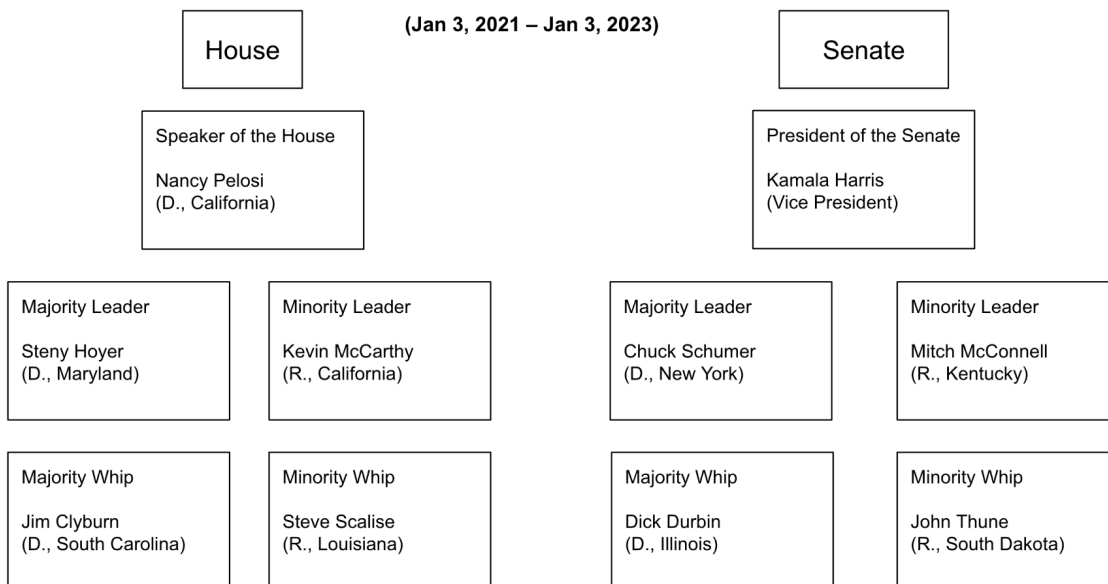 (Jan 3, 2021 – Jan 3, 2023)
House
Senate
Speaker of the House
Nancy Pelosi
(D., California)
President of the Senate
Kamala Harris
(Vice President)
Majority Leader
Steny Hoyer
(D., Maryland)
Minority Leader
Kevin McCarthy
(R., California)
Majority Leader
Chuck Schumer
(D., New York)
Minority Leader
Mitch McConnell
(R., Kentucky)
Majority Whip
Jim Clyburn
(D., South Carolina)
Minority Whip
Steve Scalise
(R., Louisiana)
Majority Whip
Dick Durbin
(D., Illinois)
Minority Whip
John Thune
(R., South Dakota)